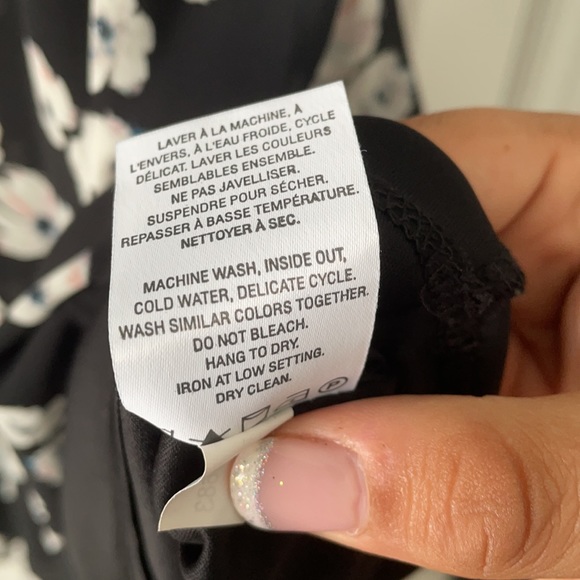 LAVER À LA MACHINE, À
L'ENVERS, À L'EAU FROIDE, CYCLE
DÉLICAT. LAVER LES COULEURS
SEMBLABLES ENSEMBLE.
NE PAS JAVELLISER.
SUSPENDRE POUR SÉCHER.
REPASSER À BASSE TEMPÉRATURE.
NETTOYER À SEC.
MACHINE WASH, INSIDE OUT,
COLD WATER, DELICATE CYCLE.
WASH SIMILAR COLORS TOGETHER.
DO NOT BLEACH.
HANG TO DRY.
IRON AT LOW SETTING.
DRY CLEAN.